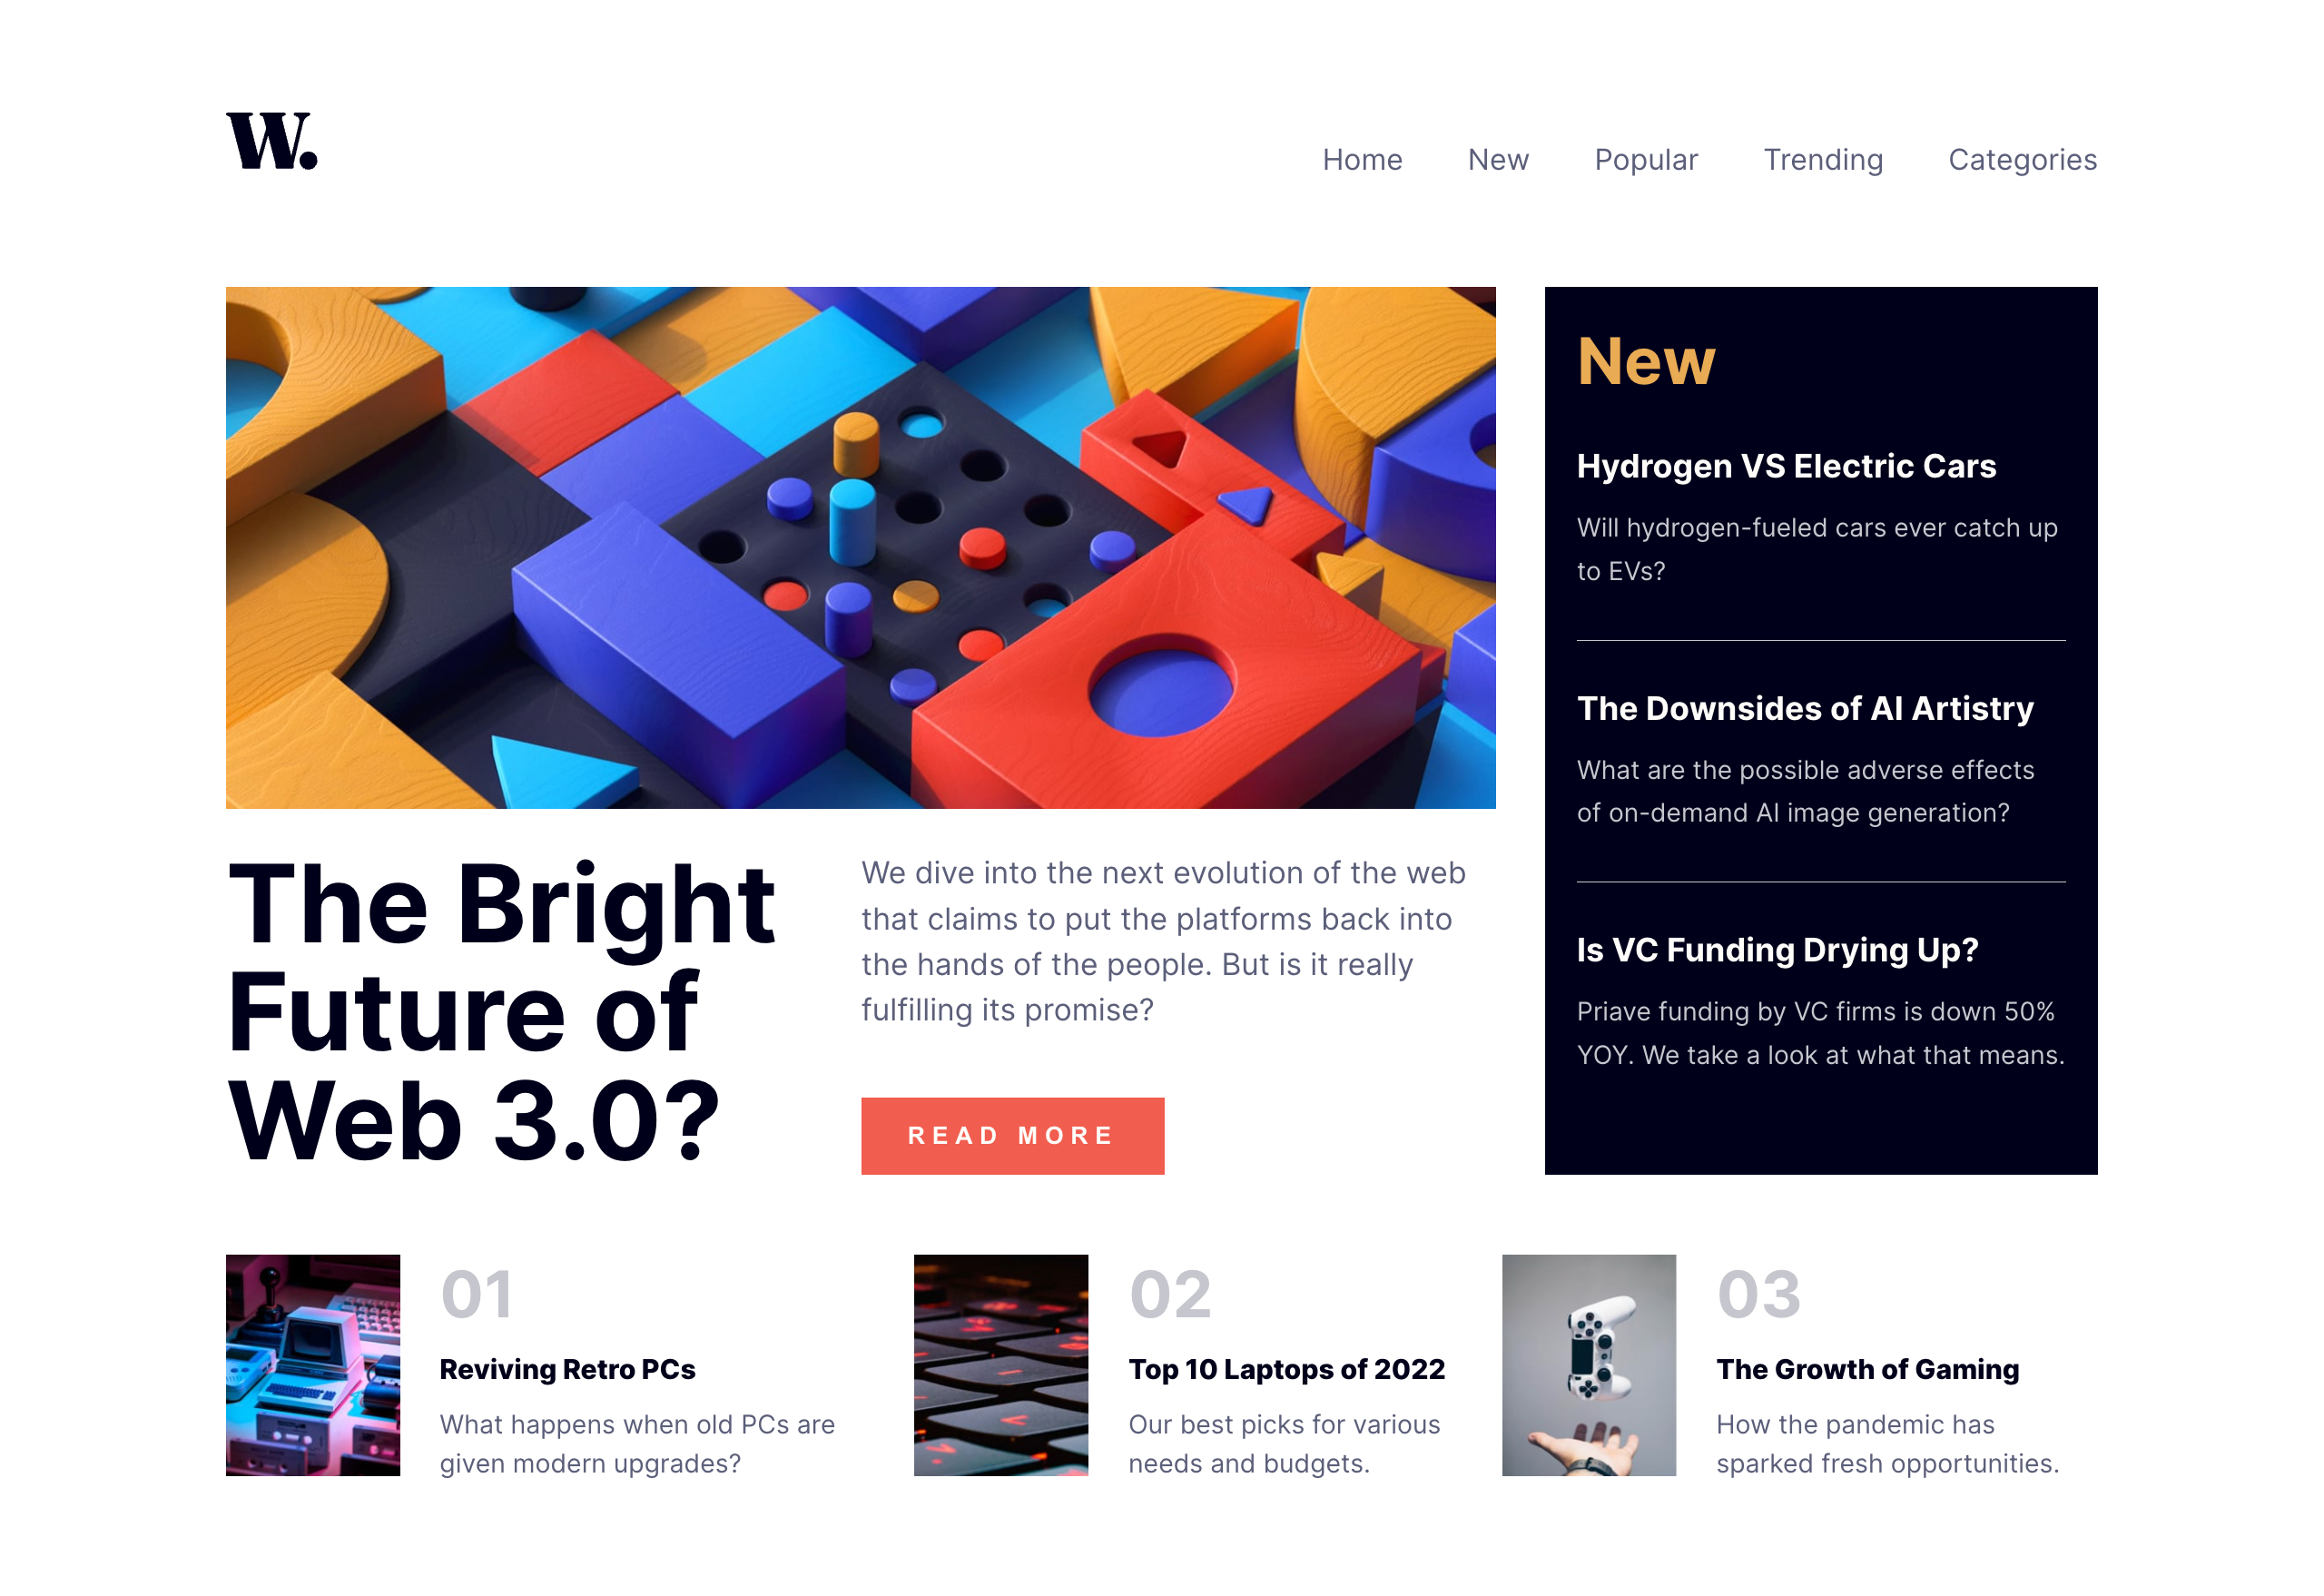 W.
Home New Popular Trending Categories
The Bright
Future of
Web 3.0?
We dive into the next evolution of the web
that claims to put the platforms back into
the hands of the people. But is it really
fulfilling its promise?
READ MORE
New
Hydrogen VS Electric Cars
Will hydrogen-fueled cars ever catch up
to EVs?
The Downsides of AI Artistry
What are the possible adverse effects
of on-demand AI image generation?
Is VC Funding Drying Up?
Priave funding by VC firms is down 50%
YOY. We take a look at what that means.
01
Reviving Retro PCs
What happens when old PCs are
given modern upgrades?
02
Top 10 Laptops of 2022
Our best picks for various
needs and budgets.
03
The Growth of Gaming
How the pandemic has
sparked fresh opportunities.